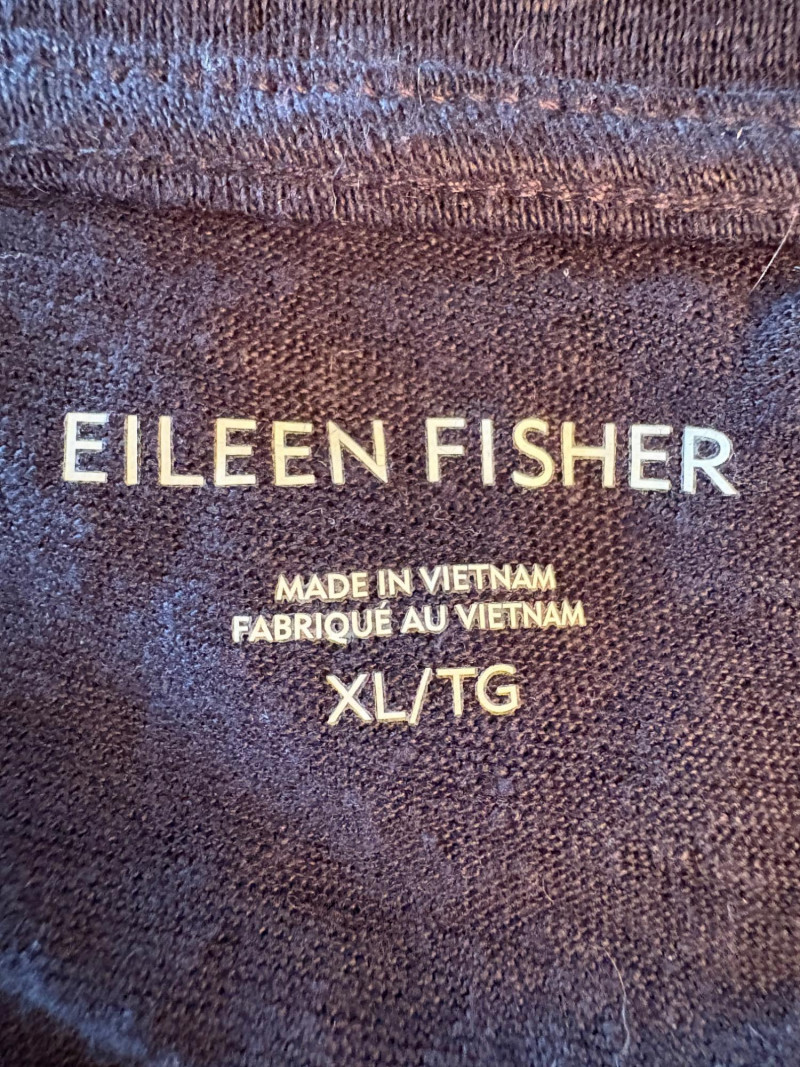 EILEEN FISHER
MADE IN VIETNAM
FABRIQUÉ AU VIETNAM
XL/TG